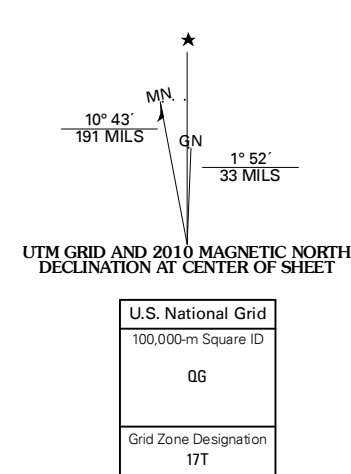 ★
MN
10° 43´
191 MILS
GN
1° 52´
33 MILS
UTM GRID AND 2010 MAGNETIC NORTH
DECLINATION AT CENTER OF SHEET
U.S. National Grid
100,000-m Square ID
QG
Grid Zone Designation
17T